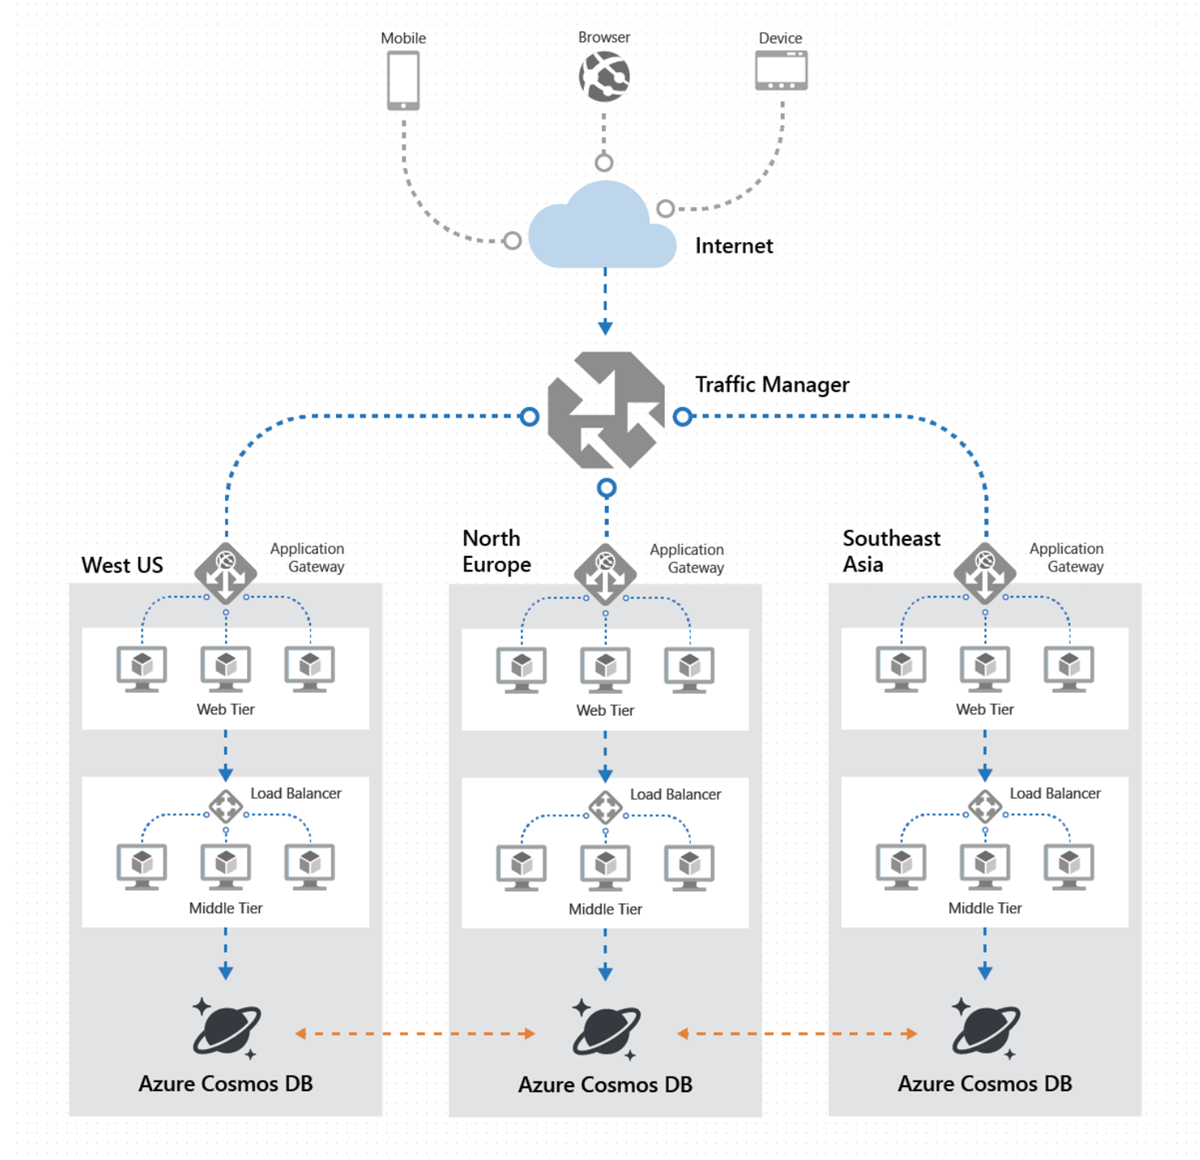 Mobile
Browser
Device
Internet
Traffic Manager
West US
Application
Gateway
North
Europe
Application
Gateway
Southeast
Asia
Application
Gateway
Web Tier
Web Tier
Web Tier
Load Balancer
Load Balancer
Load Balancer
Middle Tier
Middle Tier
Middle Tier
Azure Cosmos DB
Azure Cosmos DB
Azure Cosmos DB